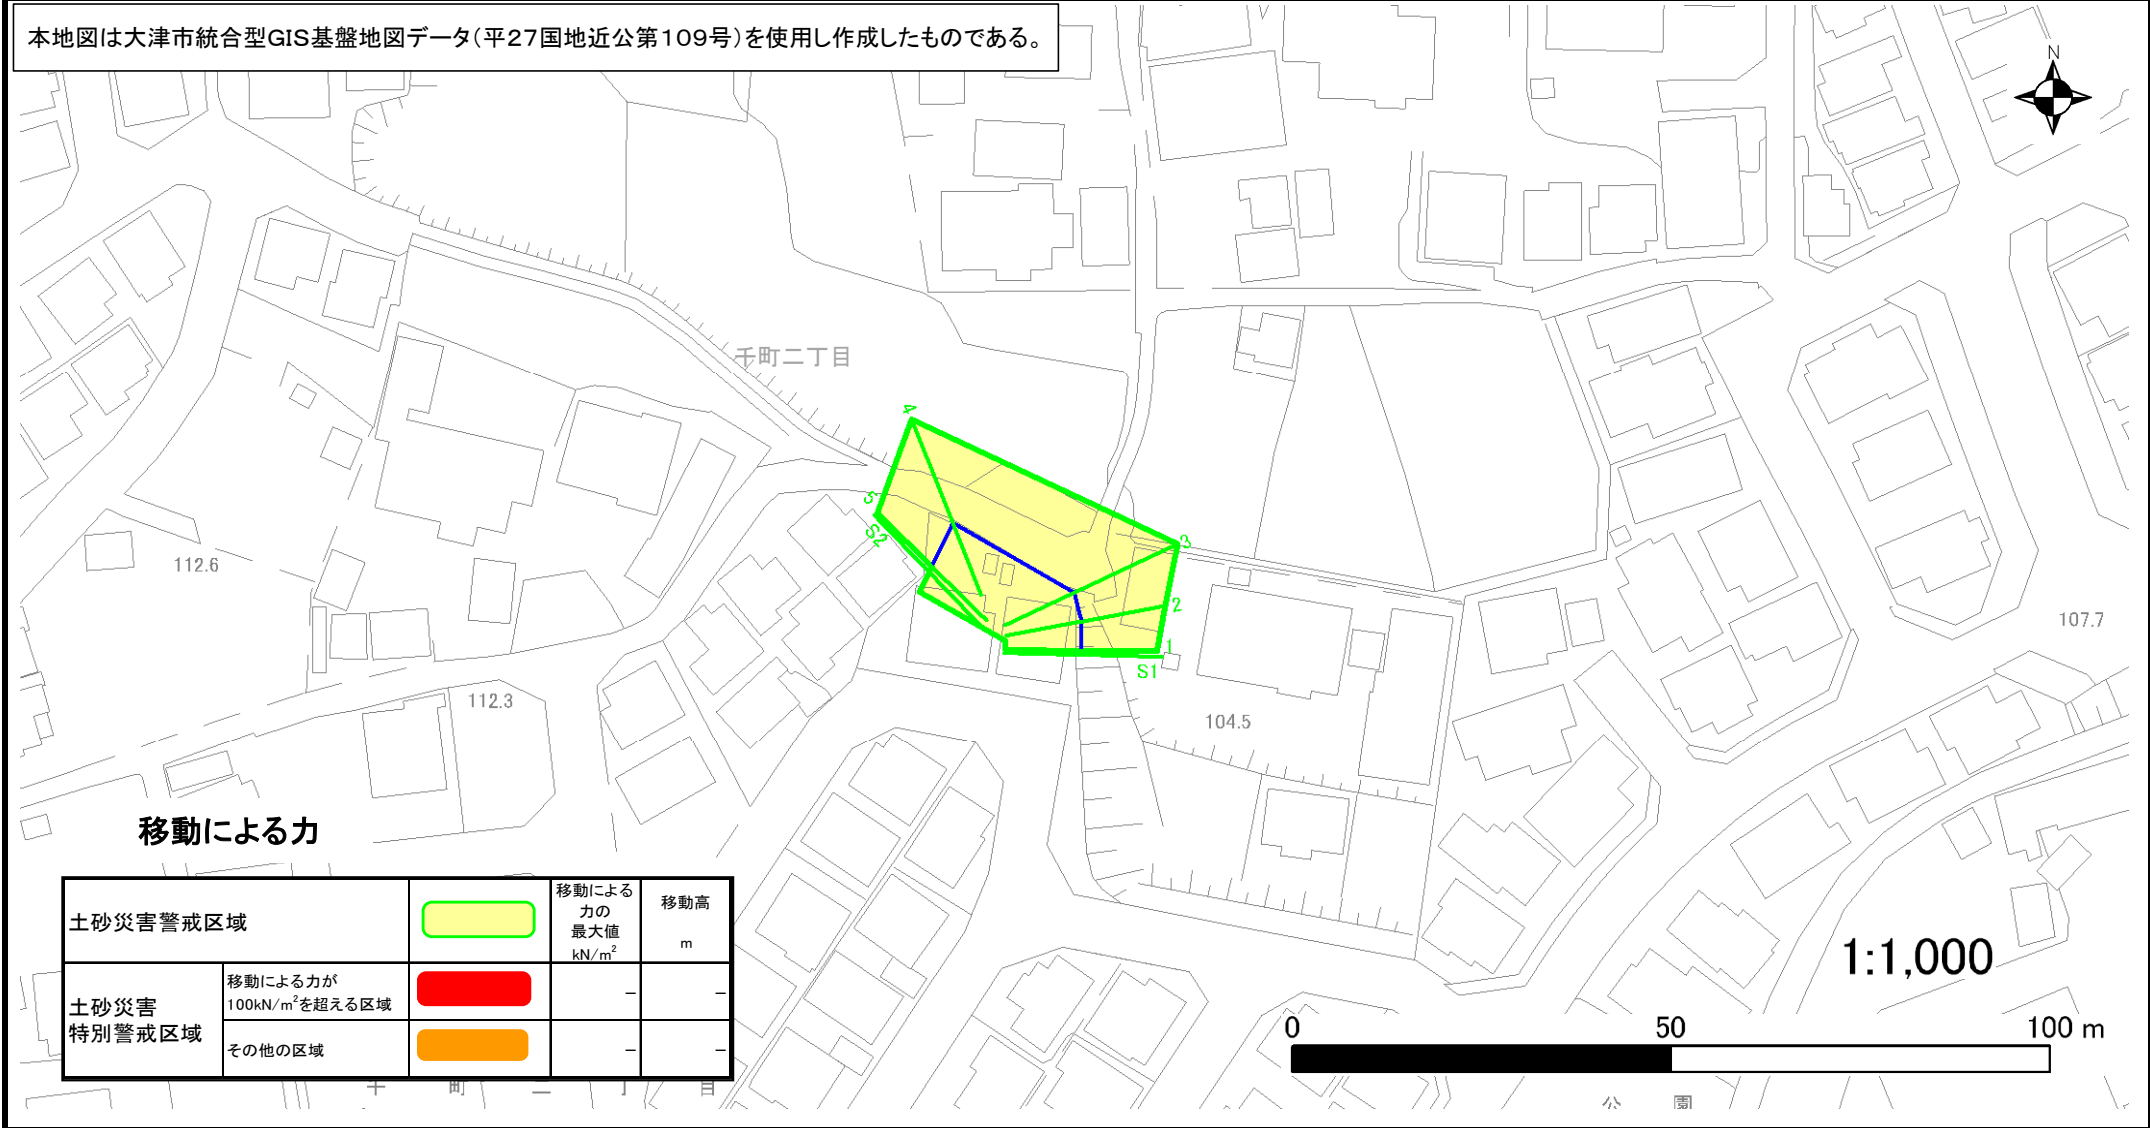 本地図は大津市統合型GIS基盤地図データ(平27国地近公第109号)を使用し作成したものである。
N
千町二丁目
4
5
S2
3
2
1
S1
112.6
112.3
104.5
107.7
移動による力
土砂災害警戒区域
移動による
力の
最大値
kN/m²
移動高
m
土砂災害
特別警戒区域
移動による力が
100kN/m²を超える区域
－
－
その他の区域
－
－
千町二丁目
1:1,000
0
50
100 m
公園